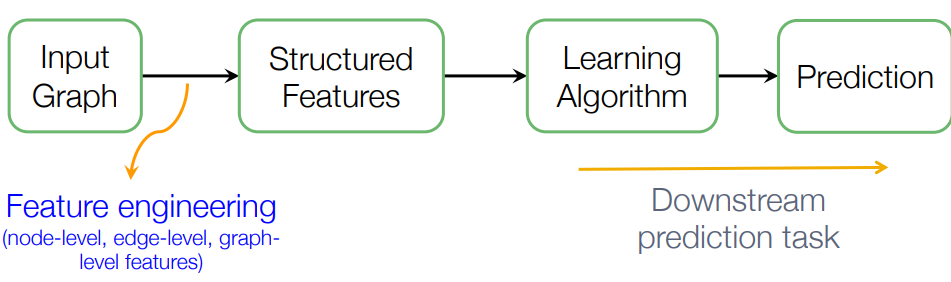 Input
Graph
Structured
Features
Learning
Algorithm
Prediction
Feature engineering
(node-level, edge-level, graph-
level features)
Downstream
prediction task